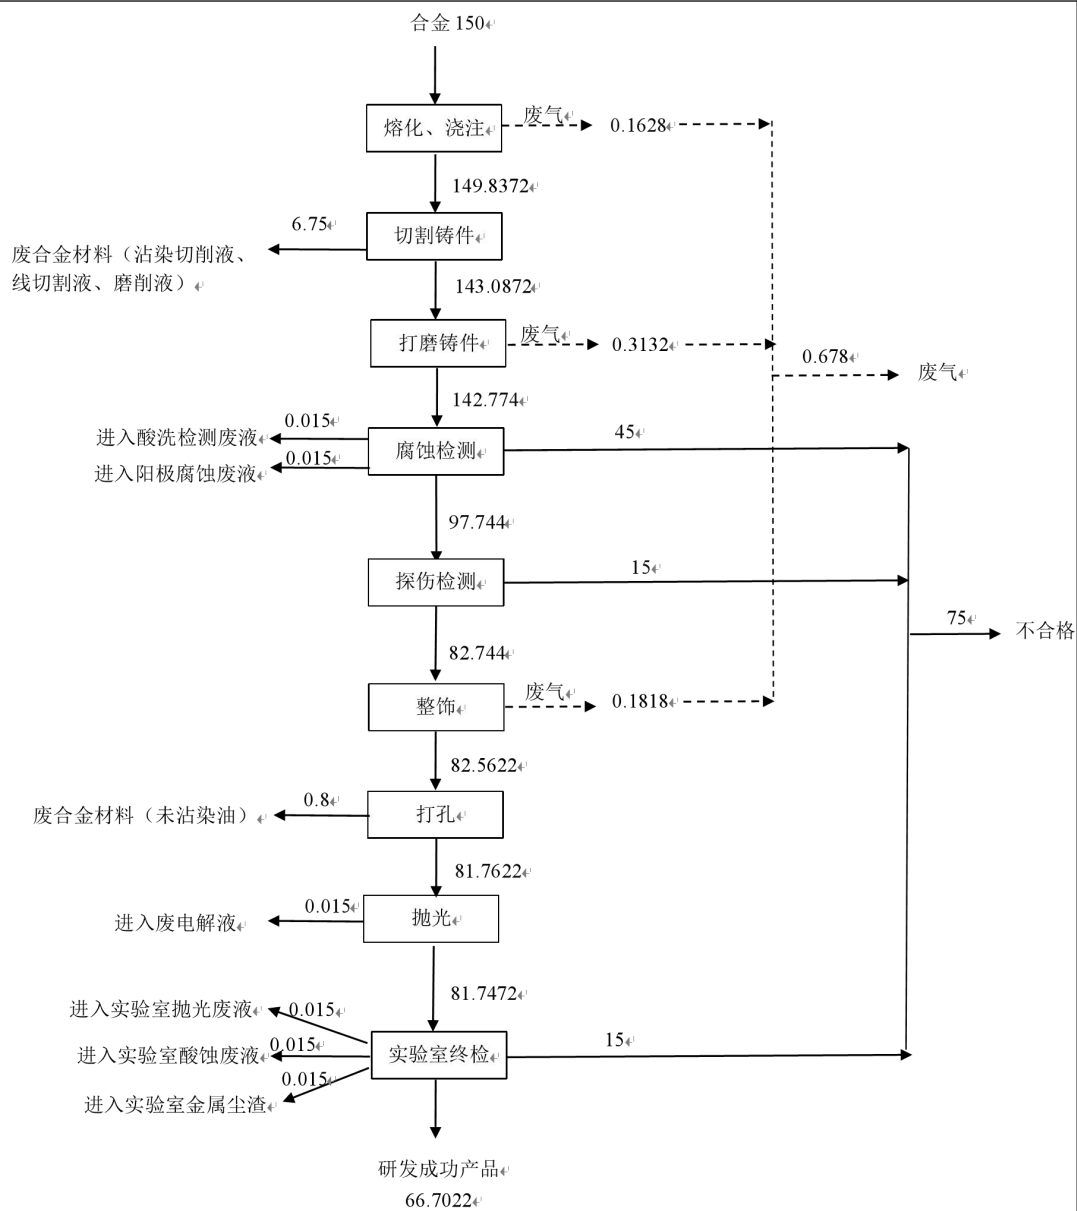 合金 150
熔化、浇注
废气
0.1628
149.8372
6.75
切割铸件
废合金材料（沾染切削液、
线切割液、磨削液）
143.0872
打磨铸件
废气
0.3132
0.678
废气
142.774
0.015
进入酸洗检测废液
腐蚀检测
45
0.015
进入阳极腐蚀废液
97.744
探伤检测
15
75
不合格
82.744
整饰
废气
0.1818
82.5622
0.8
废合金材料（未沾染油）
打孔
81.7622
0.015
进入废电解液
抛光
81.7472
进入实验室抛光废液
0.015
0.015
进入实验室酸蚀废液
实验室终检
15
0.015
进入实验室金属尘渣
研发成功产品
66.7022